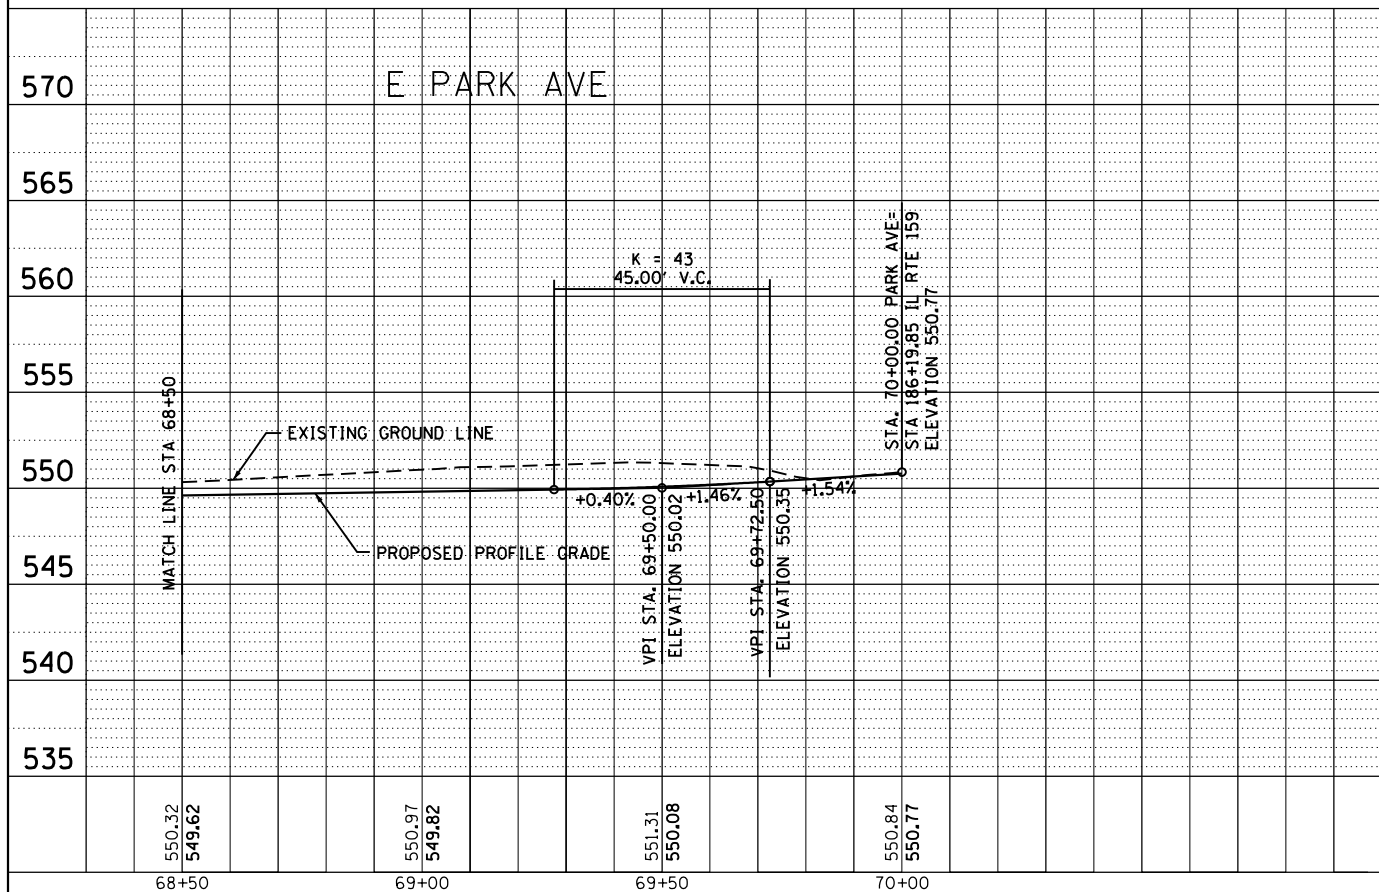 E PARK AVE
570
565
560
555
550
545
540
535
K = 43
45.00' V.C.
STA. 70+00.00 PARK AVE=
STA 186+19.85 IL RTE 159
ELEVATION 550.77
MATCH LINE STA 68+50
EXISTING GROUND LINE
PROPOSED PROFILE GRADE
+0.40%
+1.46%
+1.54%
VPI STA. 69+50.00
ELEVATION 550.02
VPI STA. 69+72.50
ELEVATION 550.35
550.32
549.62
550.97
549.82
551.31
550.08
550.84
550.77
68+50
69+00
69+50
70+00